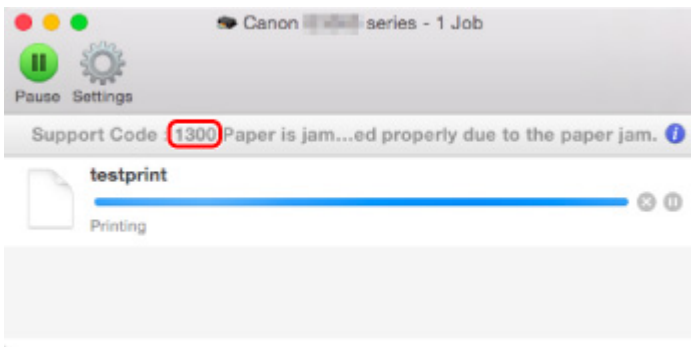 Canon series - 1 Job
Pause Settings
Support Code : 1300 Paper is jam...ed properly due to the paper jam.
testprint
Printing